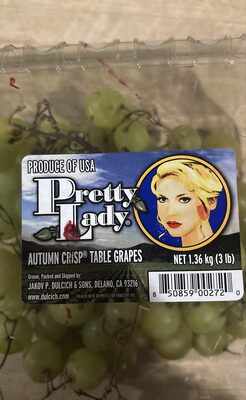 PRODUCE OF USA
Pretty
Lady®
AUTUMN CRISP® TABLE GRAPES
NET 1.36 kg (3 lb)
Grown, Packed and Shipped by:
JAKOV P. DULCICH & SONS, DELANO, CA 93216
www.dulcich.com
8 50859 00272 0